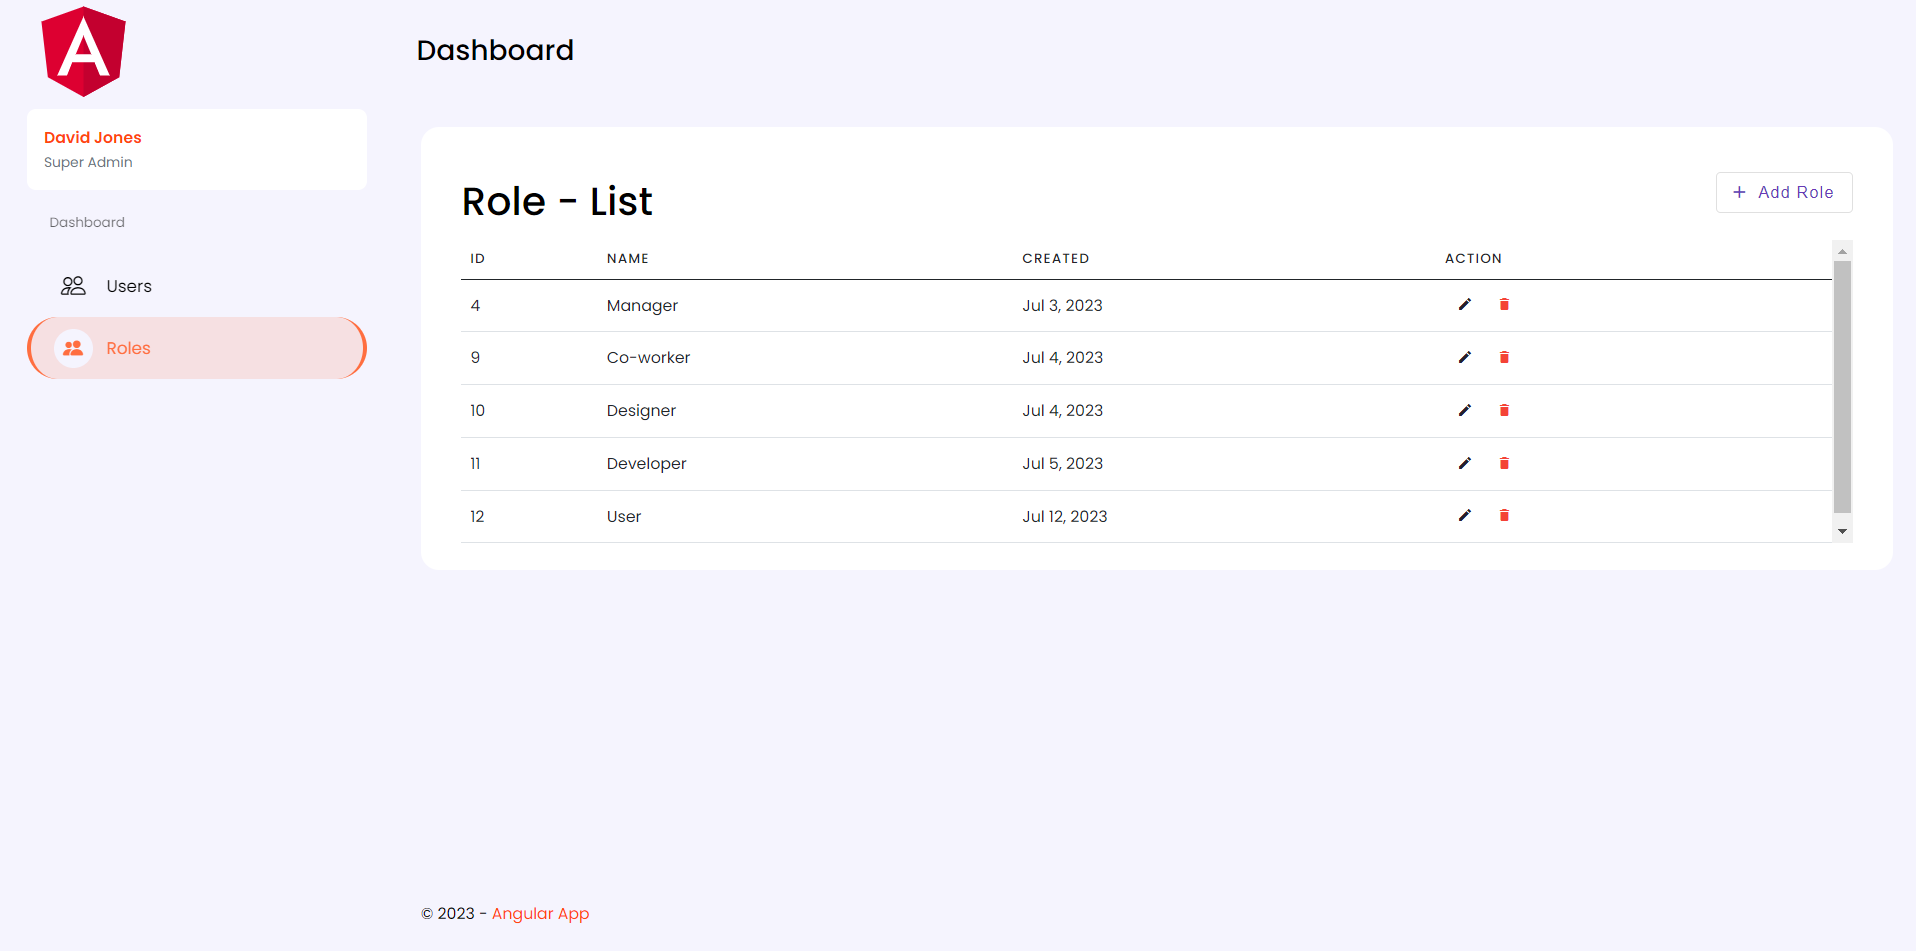 A
Dashboard
David Jones
Super Admin
Dashboard
Users
Roles
Role - List
+ Add Role
ID NAME CREATED ACTION
4 Manager Jul 3, 2023
9 Co-worker Jul 4, 2023
10 Designer Jul 4, 2023
11 Developer Jul 5, 2023
12 User Jul 12, 2023
© 2023 - Angular App